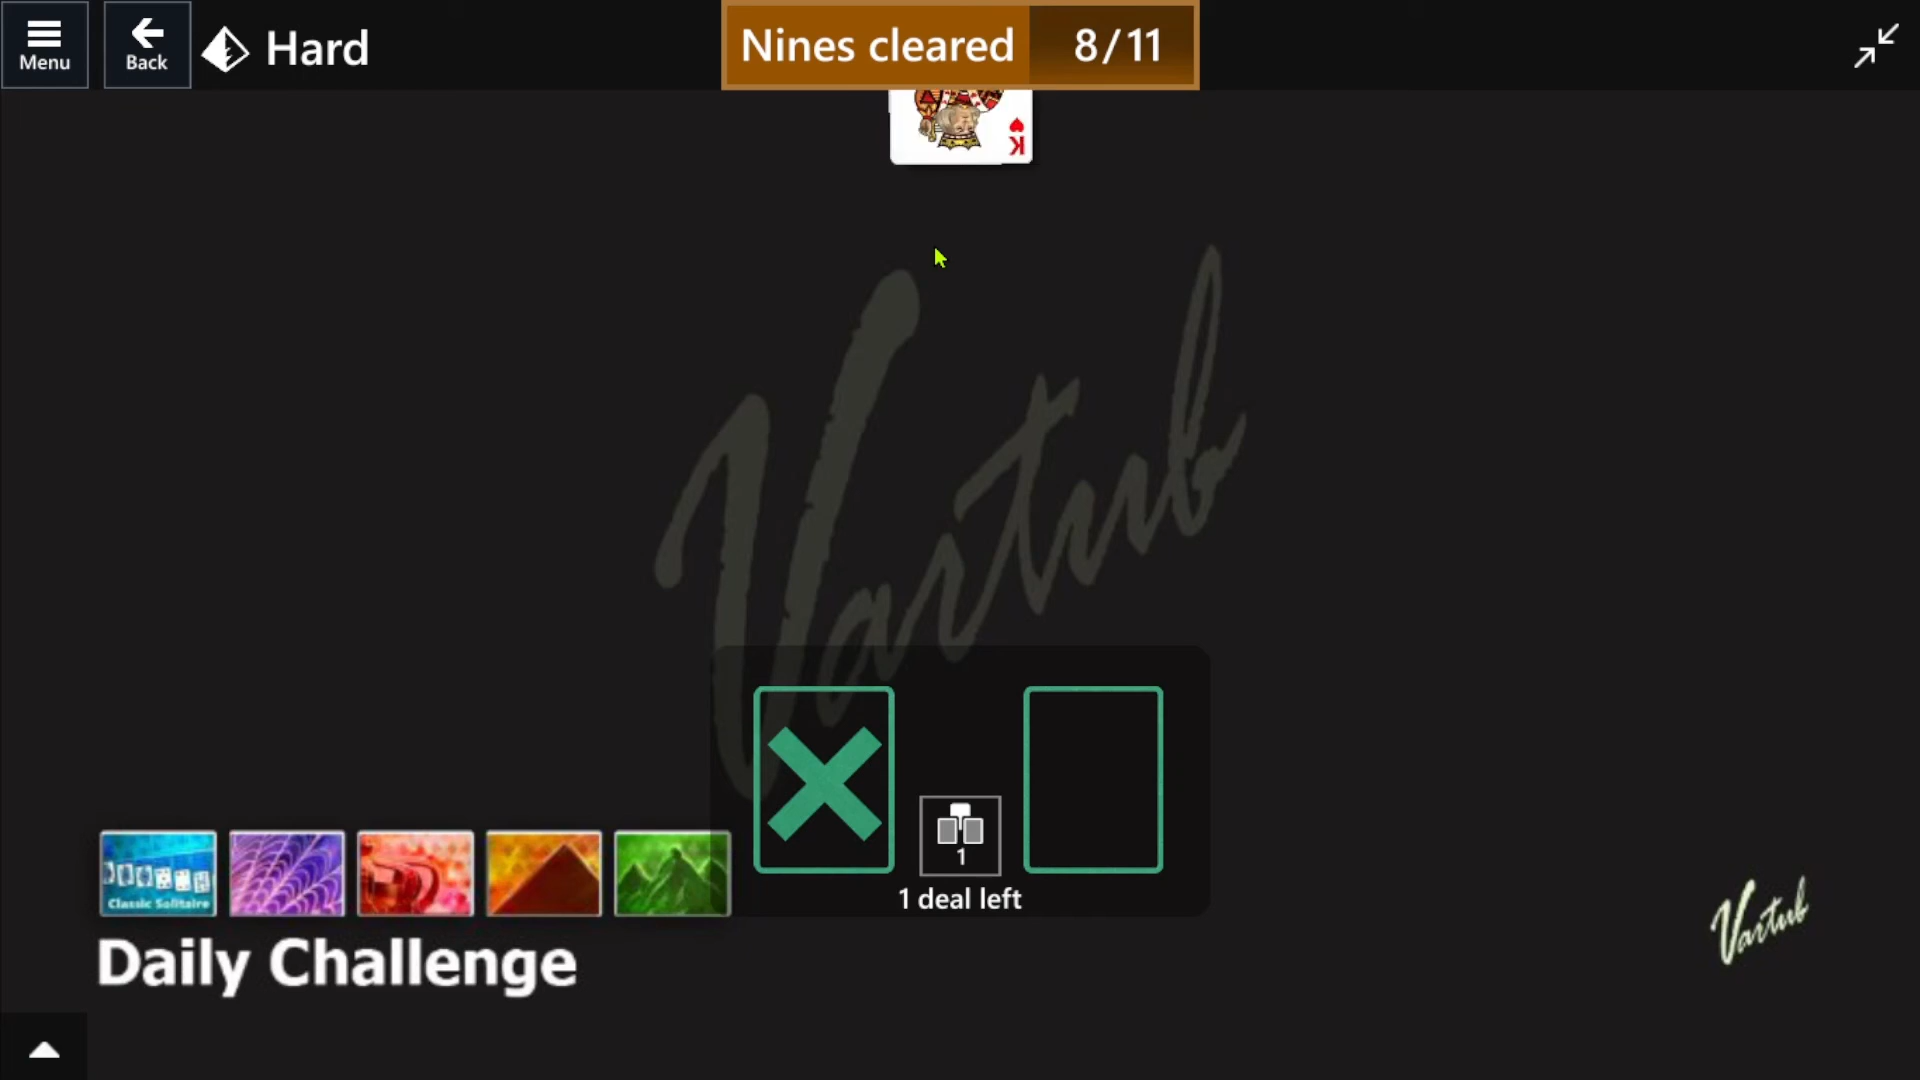 Menu
Back
Hard
Nines cleared 8/11
K
Vartub
1
1 deal left
Classic Solitaire
Daily Challenge
Vartub